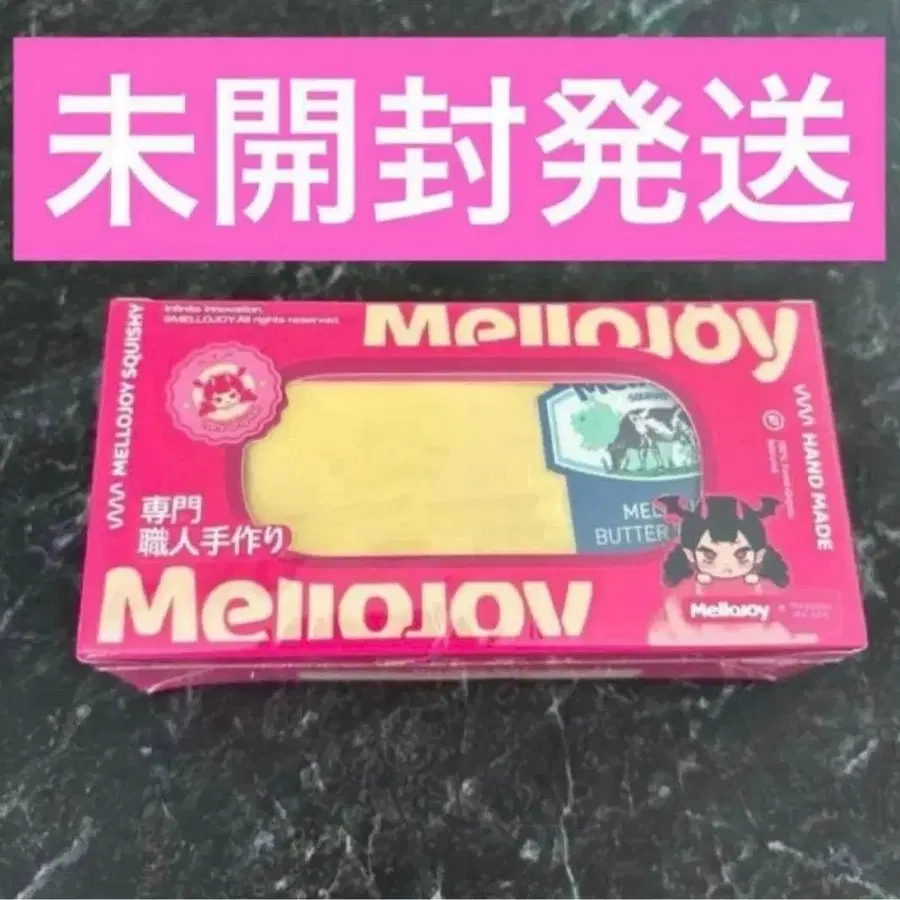 未開封発送
Infinite Innovation.
@MELLOJOY.All rights reserved.
Mellojoy
MELLOJOY SQUISHY
HAND MADE
専門
職人手作り
BUTTER
Mellojoy
Mellojoy